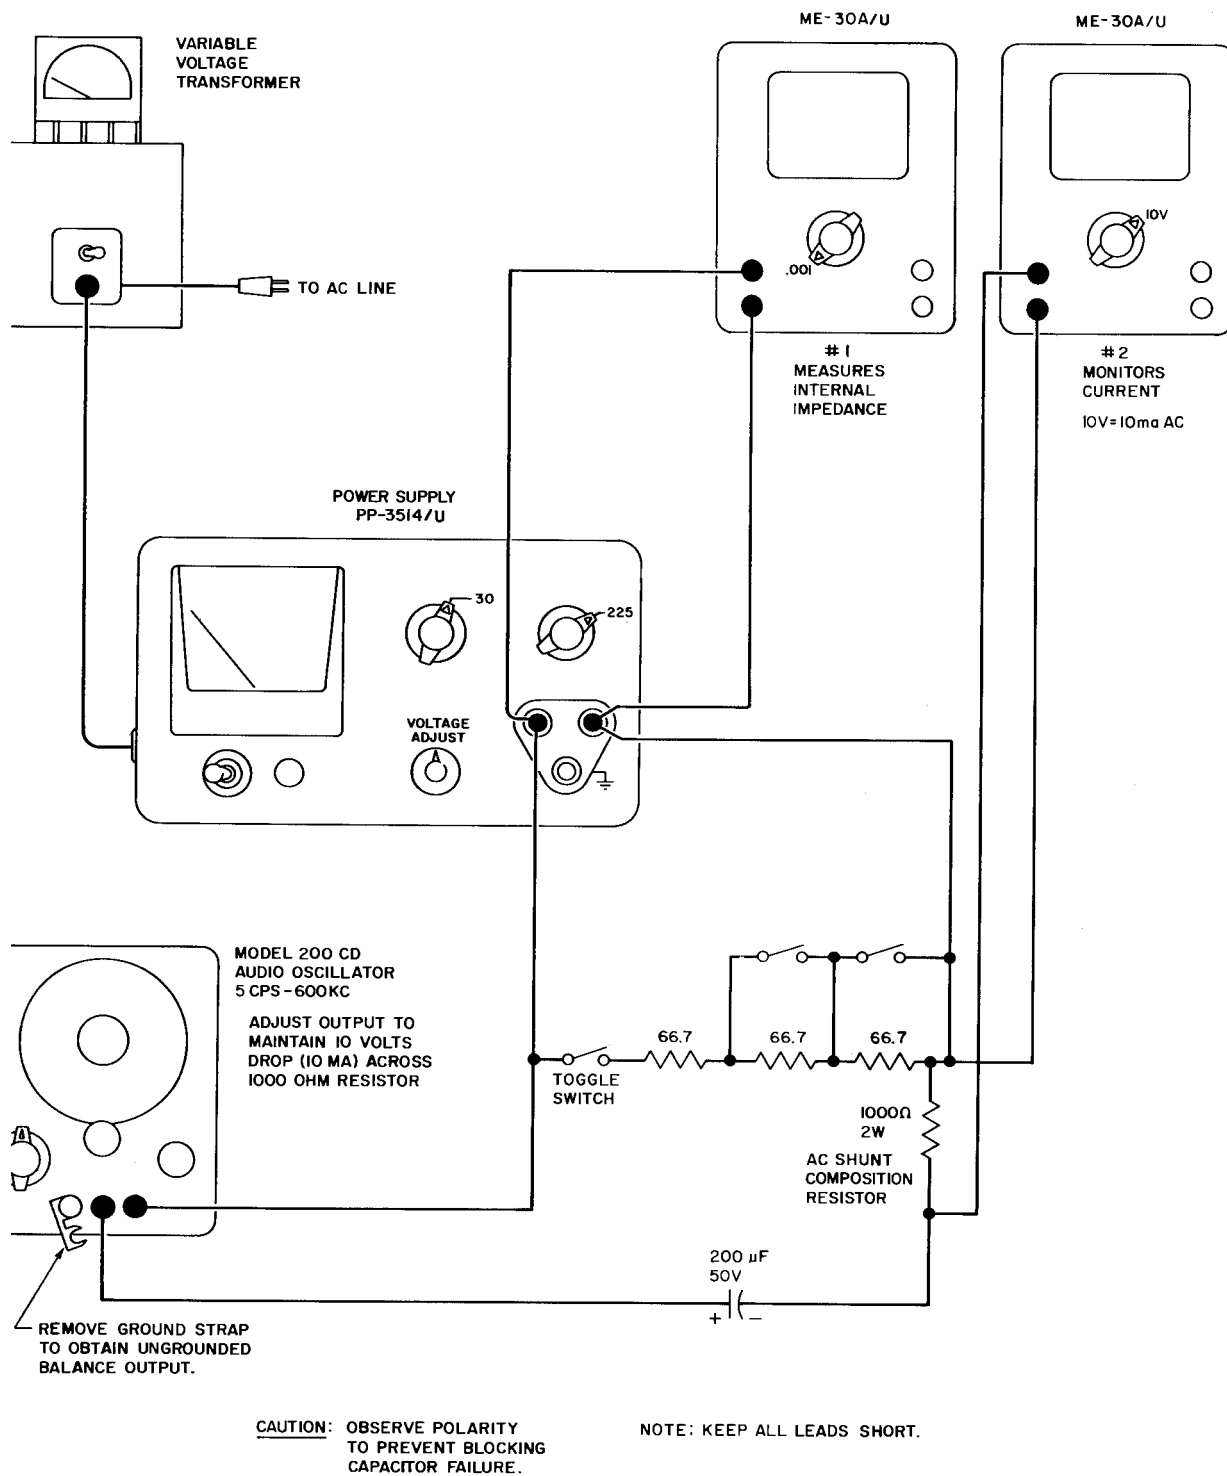 ME-30A/U
ME-30A/U
VARIABLE
VOLTAGE
TRANSFORMER
10V
.001
TO AC LINE
#1
MEASURES
INTERNAL
IMPEDANCE
#2
MONITORS
CURRENT
10V=10ma AC
POWER SUPPLY
PP-3514/U
30
225
VOLTAGE
ADJUST
MODEL 200 CD
AUDIO OSCILLATOR
5 CPS-600KC
ADJUST OUTPUT TO
MAINTAIN 10 VOLTS
DROP (10 MA) ACROSS
1000 OHM RESISTOR
66.7
66.7
66.7
TOGGLE
SWITCH
1000Ω
2W
AC SHUNT
COMPOSITION
RESISTOR
200 µF
50V
+ −
REMOVE GROUND STRAP
TO OBTAIN UNGROUNDED
BALANCE OUTPUT.
CAUTION: OBSERVE POLARITY
TO PREVENT BLOCKING
CAPACITOR FAILURE.
NOTE: KEEP ALL LEADS SHORT.